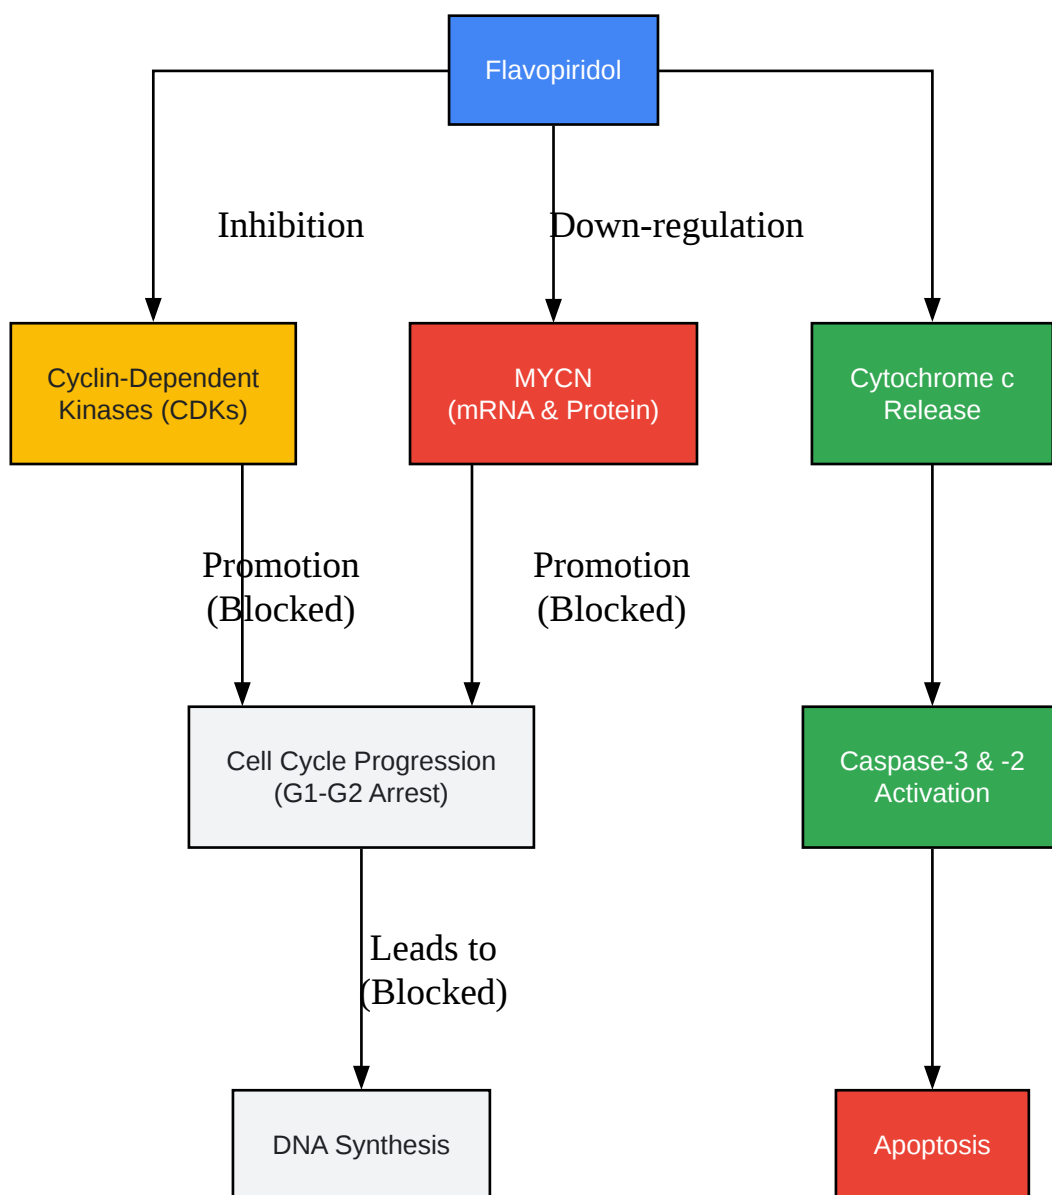 Flavopiridol
Inhibition
Down-regulation
Cyclin-Dependent
Kinases (CDKs)
MYCN
(mRNA & Protein)
Cytochrome c
Release
Promotion
(Blocked)
Promotion
(Blocked)
Cell Cycle Progression
(G1-G2 Arrest)
Caspase-3 & -2
Activation
Leads to
(Blocked)
DNA Synthesis
Apoptosis